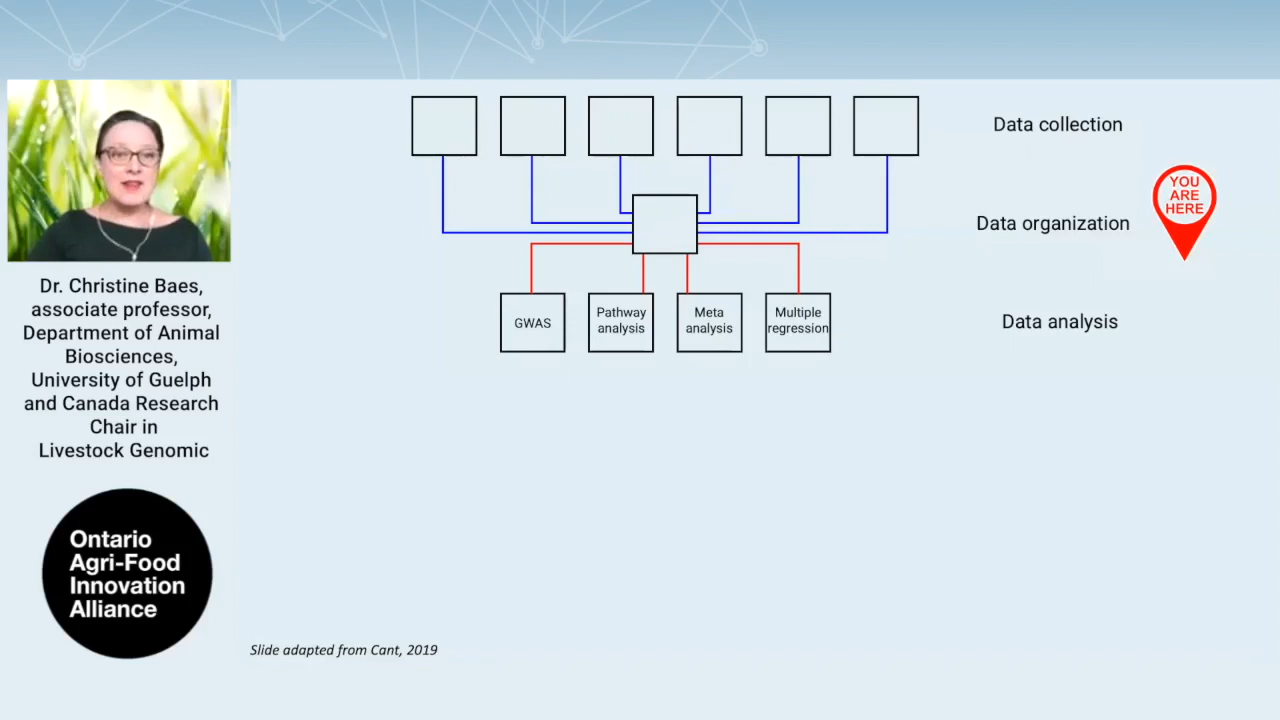 Data collection
YOU
ARE
HERE
Data organization
GWAS
Pathway
analysis
Meta
analysis
Multiple
regression
Data analysis
Dr. Christine Baes,
associate professor,
Department of Animal
Biosciences,
University of Guelph
and Canada Research
Chair in
Livestock Genomic
Ontario
Agri-Food
Innovation
Alliance
Slide adapted from Cant, 2019